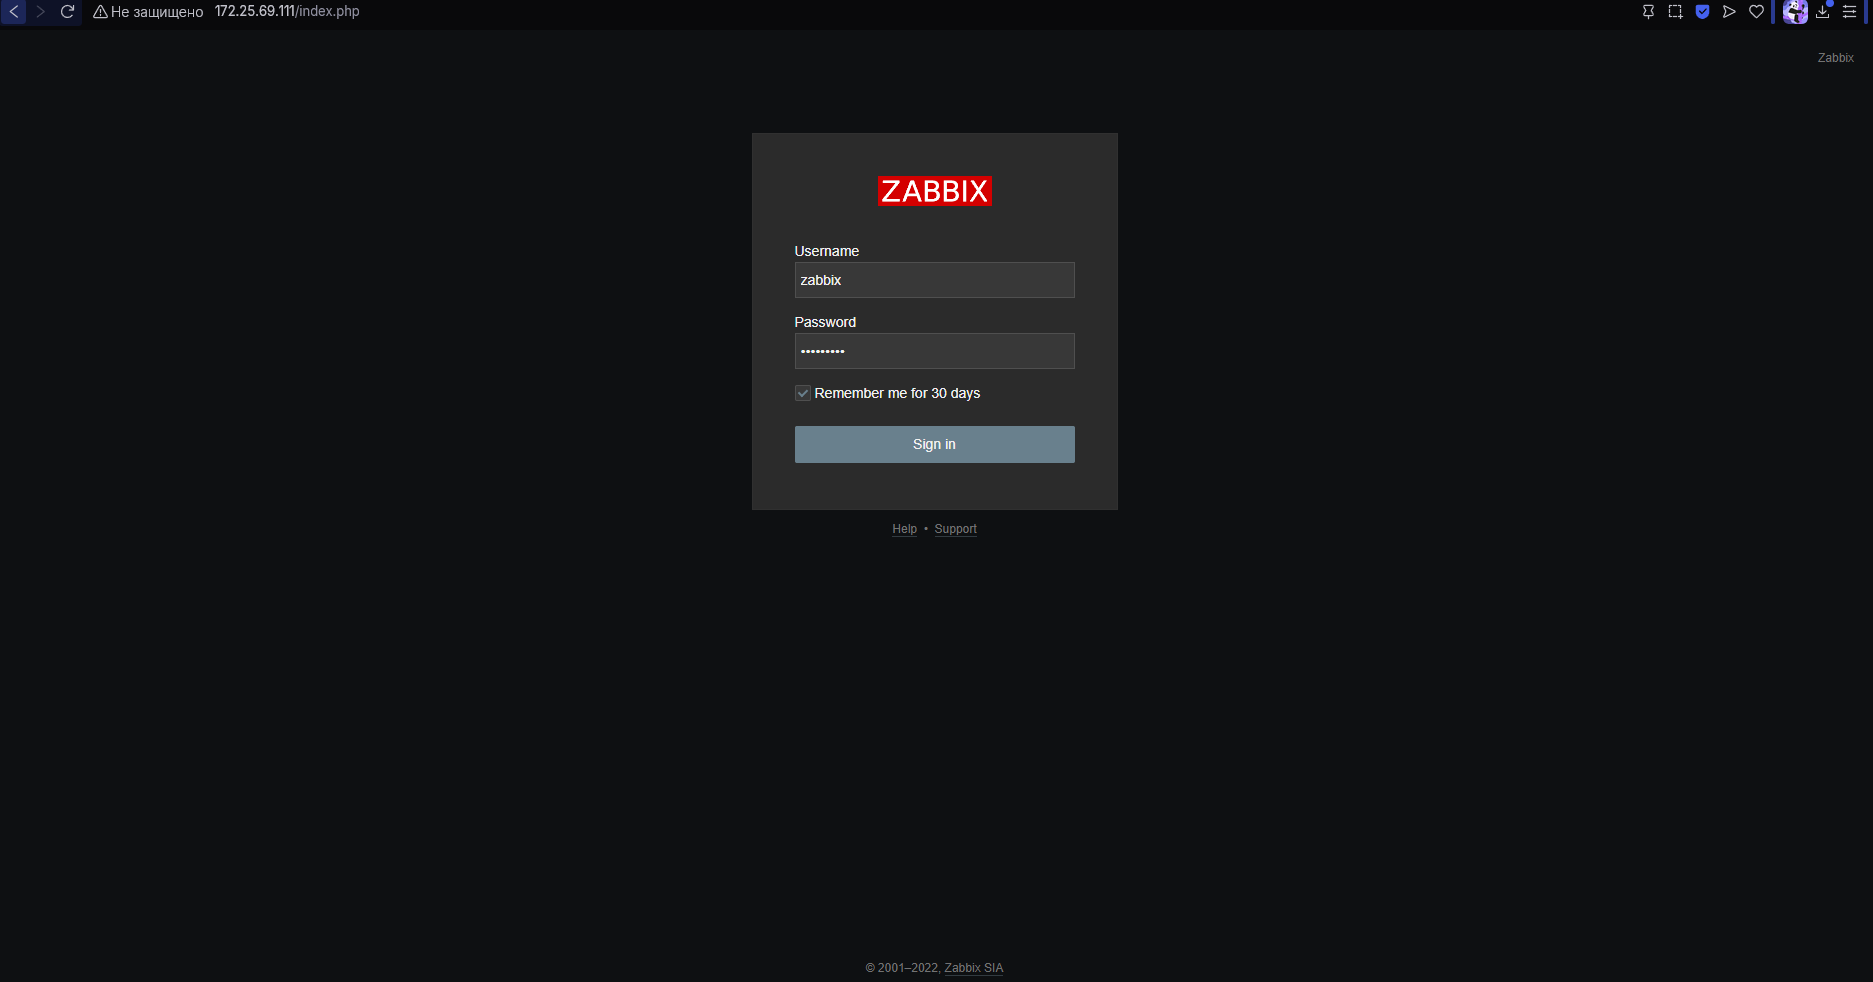 Не защищено 172.25.69.111/index.php
Zabbix
ZABBIX
Username
zabbix
Password
•••••••••
Remember me for 30 days
Sign in
Help • Support
© 2001–2022, Zabbix SIA